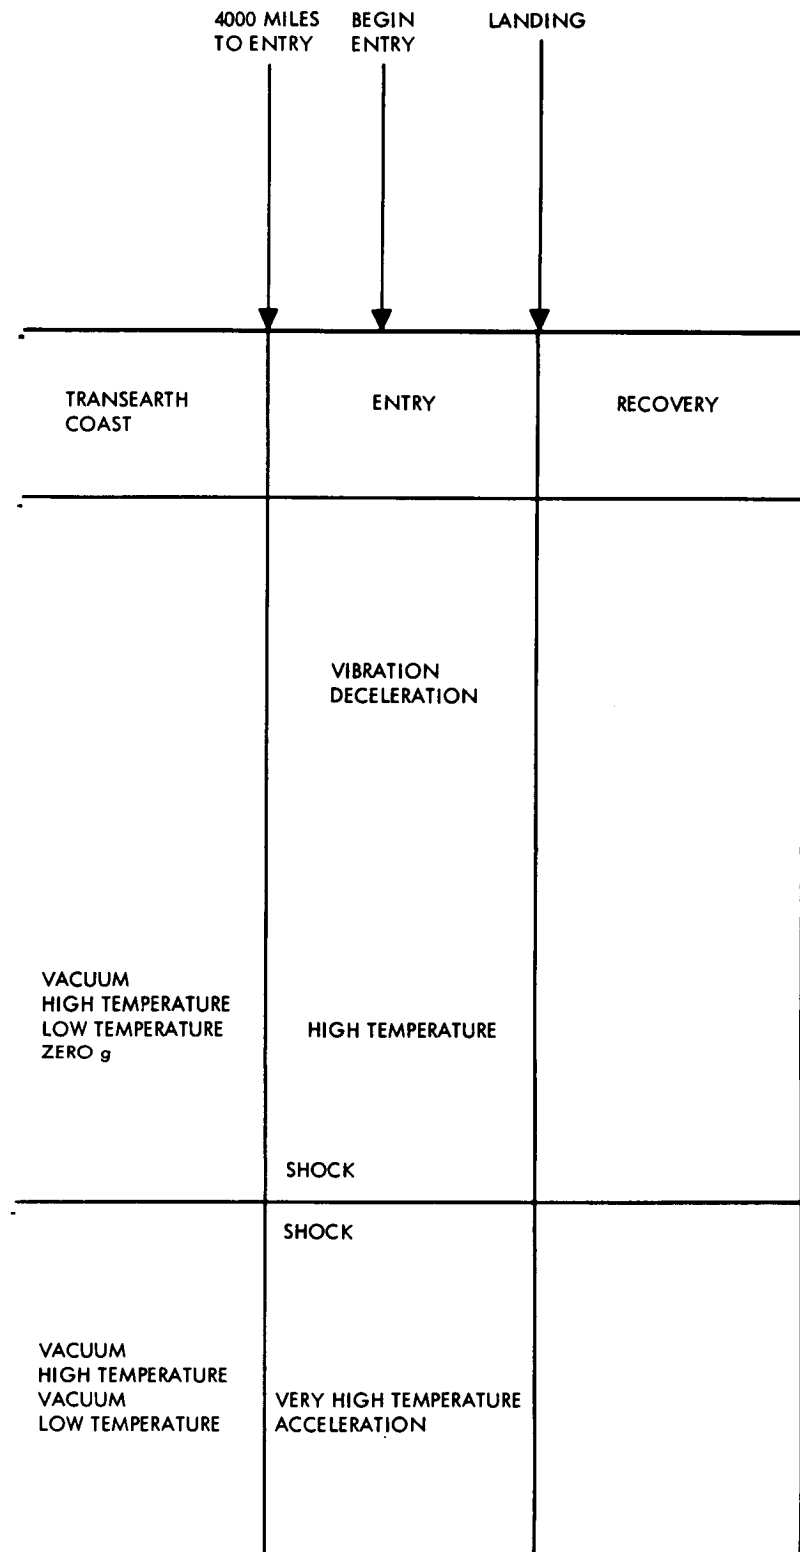 4000 MILES
TO ENTRY
BEGIN
ENTRY
LANDING
TRANSEARTH
COAST
ENTRY
RECOVERY
VIBRATION
DECELERATION
VACUUM
HIGH TEMPERATURE
LOW TEMPERATURE
ZERO g
HIGH TEMPERATURE
SHOCK
SHOCK
VACUUM
HIGH TEMPERATURE
VACUUM
LOW TEMPERATURE
VERY HIGH TEMPERATURE
ACCELERATION